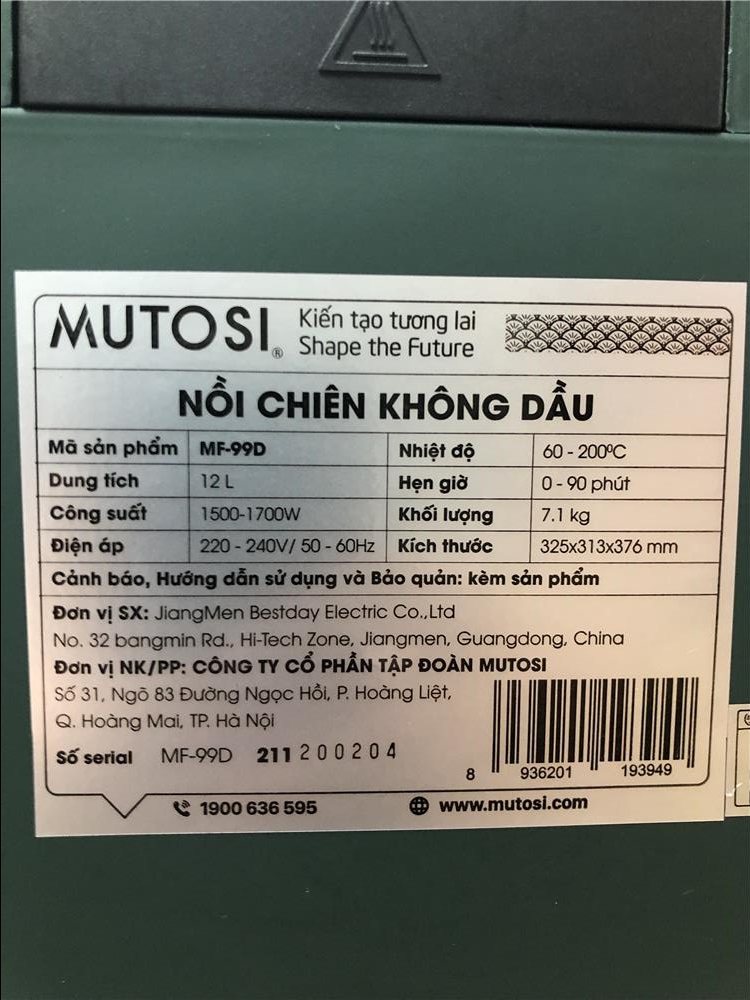 MUTOSI® Kiến tạo tương lai
Shape the Future
NỒI CHIÊN KHÔNG DẦU
Mã sản phẩm MF-99D Nhiệt độ 60 - 200ºC
Dung tích 12 L Hẹn giờ 0 - 90 phút
Công suất 1500-1700W Khối lượng 7.1 kg
Điện áp 220 - 240V/ 50 - 60Hz Kích thước 325x313x376 mm
Cảnh báo, Hướng dẫn sử dụng và Bảo quản: kèm sản phẩm
Đơn vị SX: JiangMen Bestday Electric Co.,Ltd
No. 32 bangmin Rd., Hi-Tech Zone, Jiangmen, Guangdong, China
Đơn vị NK/PP: CÔNG TY CỔ PHẦN TẬP ĐOÀN MUTOSI
Số 31, Ngõ 83 Đường Ngọc Hồi, P. Hoàng Liệt,
Q. Hoàng Mai, TP. Hà Nội
Số serial MF-99D 211 200204
8 936201 193949
1900 636 595 www.mutosi.com